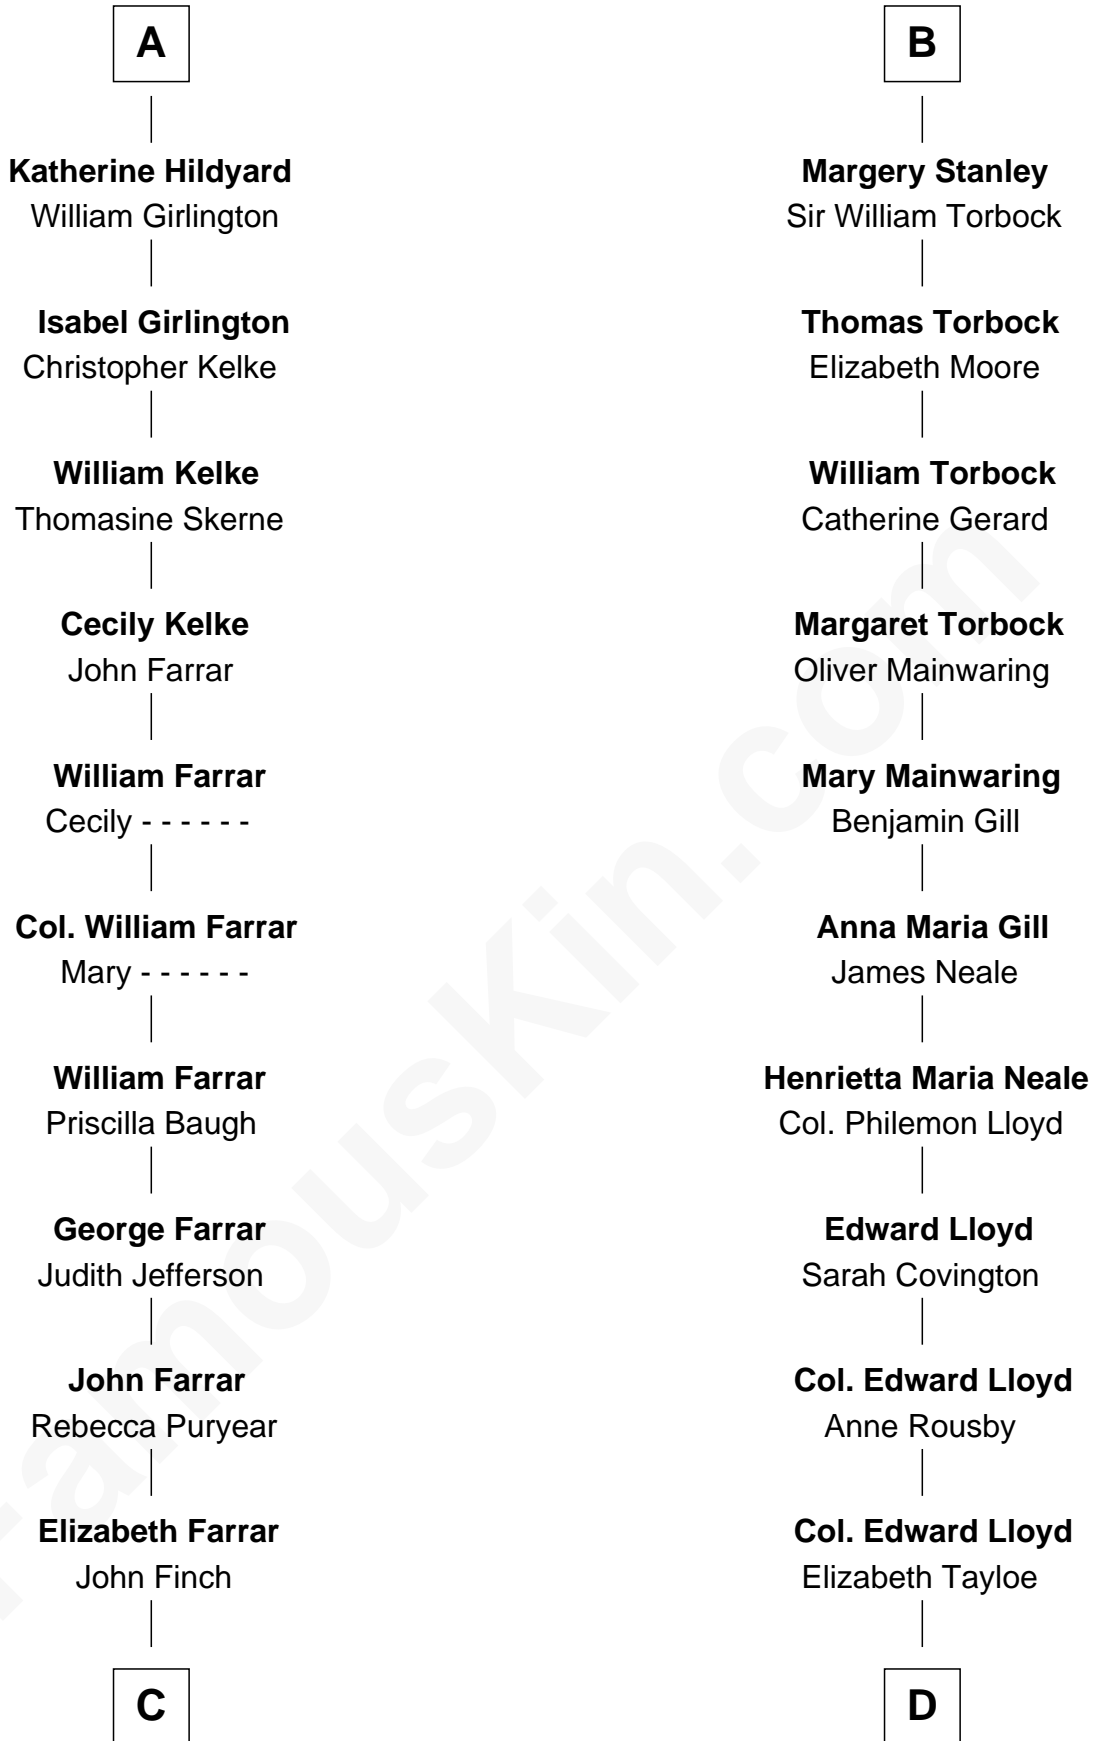 A
Katherine Hildyard
William Girlington
Isabel Girlington
Christopher Kelke
William Kelke
Thomasine Skerne
Cecily Kelke
John Farrar
William Farrar
Cecily - - - - - -
Col. William Farrar
Mary - - - - - -
William Farrar
Priscilla Baugh
George Farrar
Judith Jefferson
John Farrar
Rebecca Puryear
Elizabeth Farrar
John Finch
C
B
Margery Stanley
Sir William Torbock
Thomas Torbock
Elizabeth Moore
William Torbock
Catherine Gerard
Margaret Torbock
Oliver Mainwaring
Mary Mainwaring
Benjamin Gill
Anna Maria Gill
James Neale
Henrietta Maria Neale
Col. Philemon Lloyd
Edward Lloyd
Sarah Covington
Col. Edward Lloyd
Anne Rousby
Col. Edward Lloyd
Elizabeth Tayloe
D
FamousKin.com